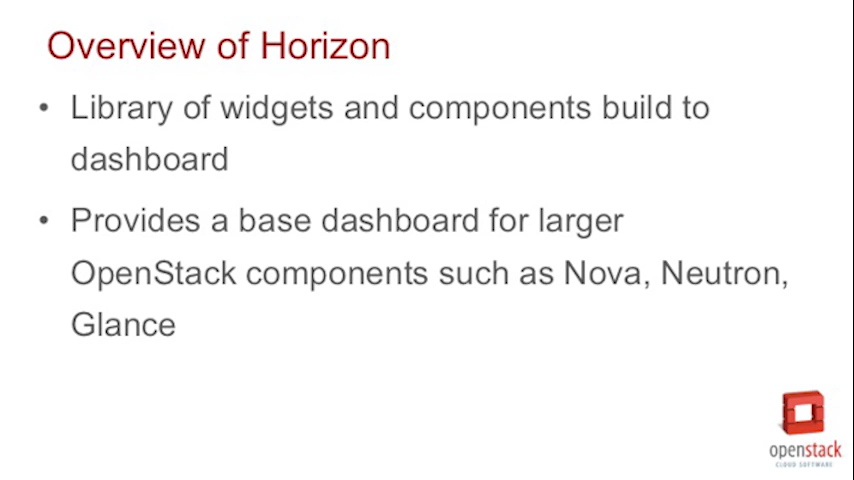 Overview of Horizon
• Library of widgets and components build to
dashboard
• Provides a base dashboard for larger
OpenStack components such as Nova, Neutron,
Glance
openstack
CLOUD SOFTWARE